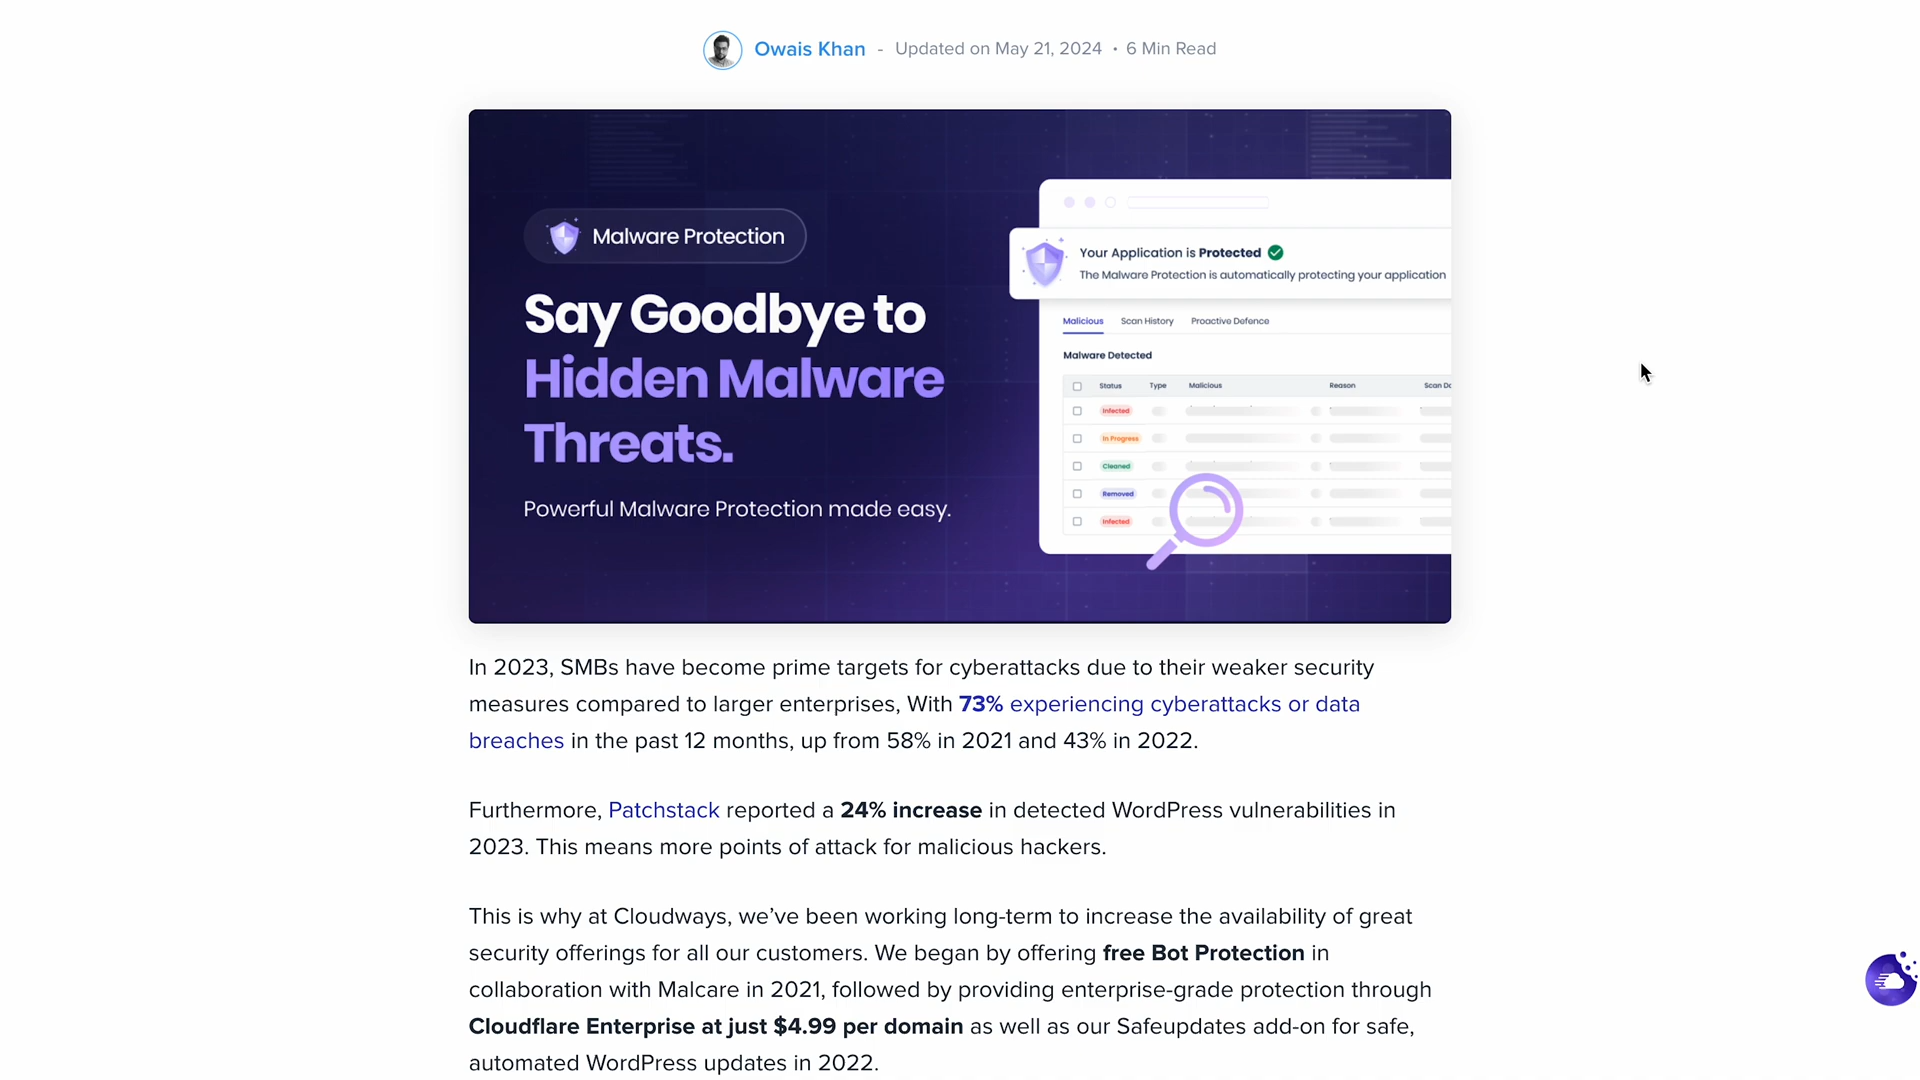 Owais Khan - Updated on May 21, 2024 • 6 Min Read
Malware Protection
Say Goodbye to
Hidden Malware
Threats.
Powerful Malware Protection made easy.
Your Application is Protected
The Malware Protection is automatically protecting your application
Malicious Scan History Proactive Defence
Malware Detected
Status Type Malicious Reason Scan Da
Infected
In Progress
Cleaned
Removed
Infected
In 2023, SMBs have become prime targets for cyberattacks due to their weaker security
measures compared to larger enterprises, With 73% experiencing cyberattacks or data
breaches in the past 12 months, up from 58% in 2021 and 43% in 2022.
Furthermore, Patchstack reported a 24% increase in detected WordPress vulnerabilities in
2023. This means more points of attack for malicious hackers.
This is why at Cloudways, we’ve been working long-term to increase the availability of great
security offerings for all our customers. We began by offering free Bot Protection in
collaboration with Malcare in 2021, followed by providing enterprise-grade protection through
Cloudflare Enterprise at just $4.99 per domain as well as our Safeupdates add-on for safe,
automated WordPress updates in 2022.